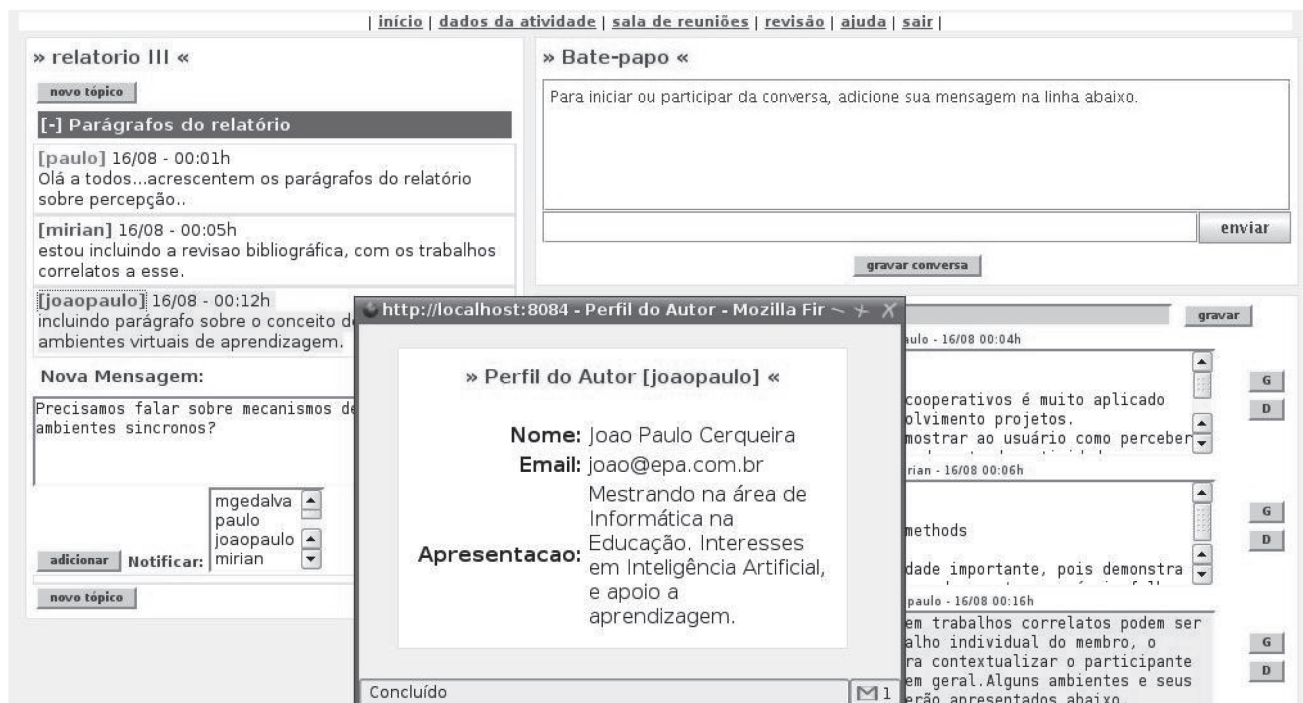 | início | dados da atividade | sala de reuniões | revisão | ajuda | sair |
» relatorio III «
novo tópico
[-] Parágrafos do relatório
[paulo] 16/08 - 00:01h
Olá a todos...acrescentem os parágrafos do relatório
sobre percepção..
[mirian] 16/08 - 00:05h
estou incluindo a revisao bibliográfica, com os trabalhos
correlatos a esse.
[joaopaulo] 16/08 - 00:12h
incluindo parágrafo sobre o conceito
ambientes virtuais de aprendizagem.
Nova Mensagem:
Precisamos falar sobre mecanismos de
ambientes sincronos?
mgedalva
paulo
joaopaulo
mirian
adicionar Notificar:
novo tópico
» Bate-papo «
Para iniciar ou participar da conversa, adicione sua mensagem na linha abaixo.
enviar
gravar conversa
http://localhost:8084 - Perfil do Autor - Mozilla Fir
» Perfil do Autor [joaopaulo] «
Nome: Joao Paulo Cerqueira
Email: joao@epa.com.br
Apresentacao: Mestrando na área de
Informática na
Educação. Interesses
em Inteligência Artificial,
e apoio a
aprendizagem.
Concluído
1
gravar
aulo - 16/08 00:04h
cooperativos é muito aplicado
olvimento projetos.
mostrar ao usuário como perceber
G
D
rian - 16/08 00:06h
methods
dade importante, pois demonstra
G
D
paulo - 16/08 00:16h
em trabalhos correlatos podem ser
alho individual do membro, o
ra contextualizar o participante
em geral.Alguns ambientes e seus
erão apresentados abaixo.
G
D